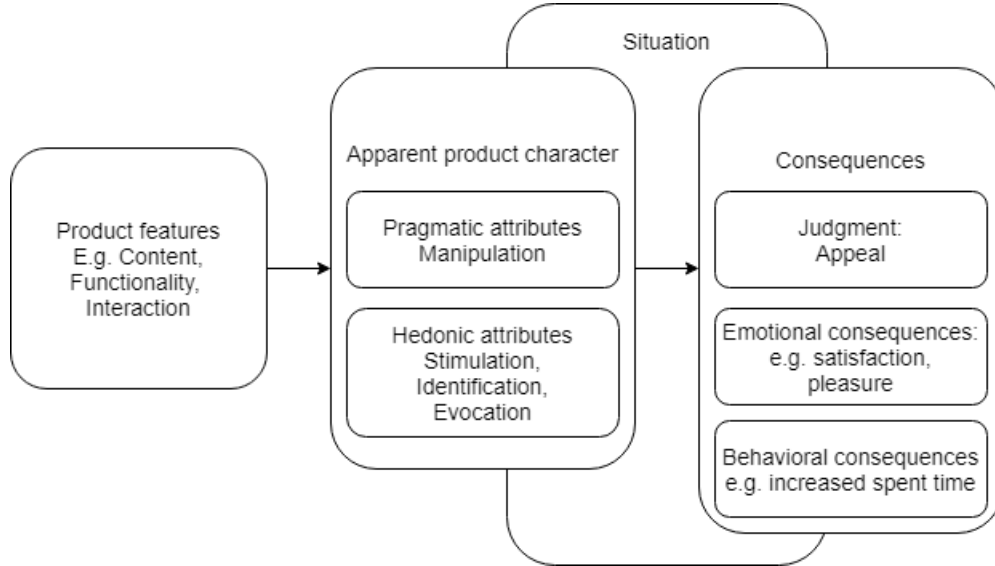 Situation
Product features
E.g. Content,
Functionality,
Interaction
Apparent product character
Pragmatic attributes
Manipulation
Hedonic attributes
Stimulation,
Identification,
Evocation
Consequences
Judgment:
Appeal
Emotional consequences:
e.g. satisfaction,
pleasure
Behavioral consequences
e.g. increased spent time